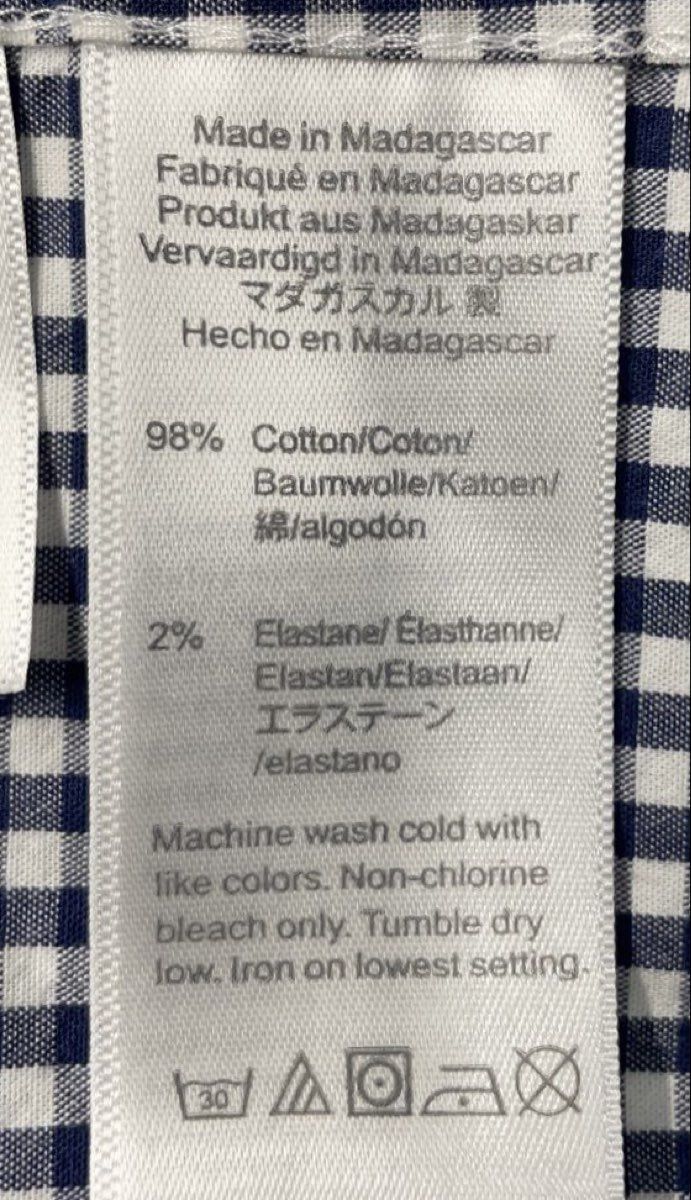 Made in Madagascar
Fabriqué en Madagascar
Produkt aus Madagaskar
Vervaardigd in Madagascar
マダガスカル 製
Hecho en Madagascar
98% Cotton/Coton/
Baumwolle/Katoen/
綿/algodón
2% Elastane/ Élasthanne/
Elastan/Elastaan/
エラステーン
/elastano
Machine wash cold with
like colors. Non-chlorine
bleach only. Tumble dry
low. Iron on lowest setting.
30